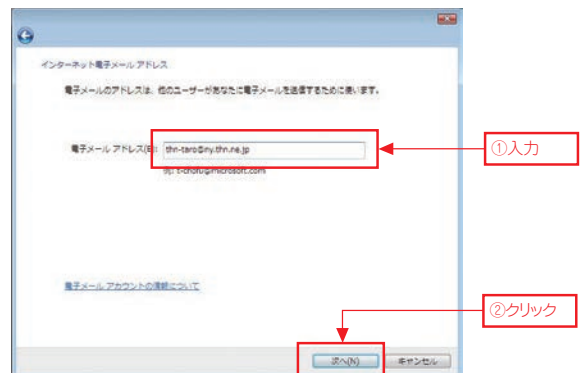 インターネット電子メール アドレス
電子メールのアドレスは、他のユーザーがあなたに電子メールを送信するために使います。
電子メール アドレス(E): thn-taro@ny.thn.ne.jp
①入力
例: t-chofu@microsoft.com
電子メール アカウントの情報について
②クリック
次へ(N) キャンセル